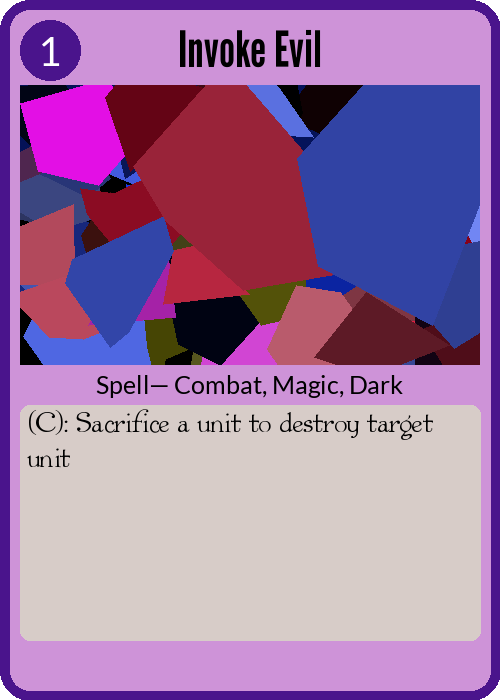 1
Invoke Evil
Spell— Combat, Magic, Dark
(C): Sacrifice a unit to destroy target
unit